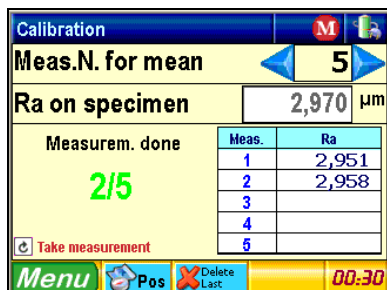 Calibration M
Meas.N. for mean 5
Ra on specimen 2,970 µm
Measurem. done
2/5
Take measurement
Meas. Ra
1 2,951
2 2,958
3
4
5
Menu Pos Delete Last 00:30